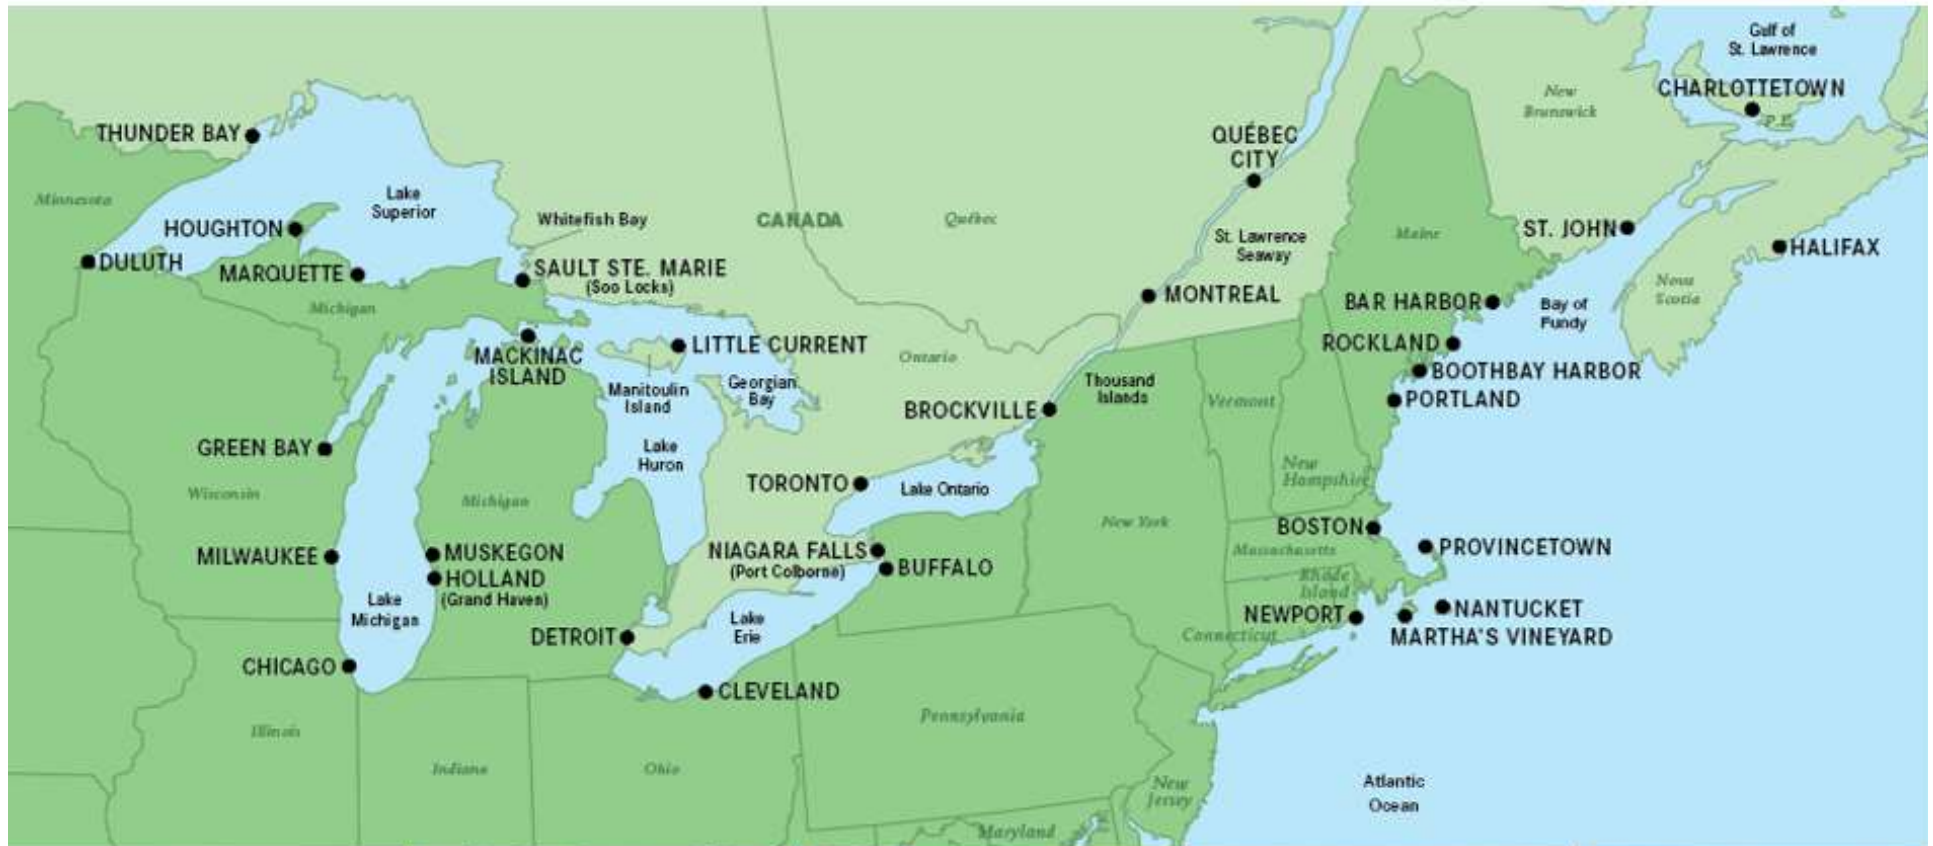 Gulf of
St. Lawrence
CHARLOTTETOWN
P.E.
New
Brunswick
THUNDER BAY
QUÉBEC
CITY
Minnesota
Lake
Superior
HOUGHTON
Whitefish Bay
CANADA
Québec
St. Lawrence
Seaway
Maine
ST. JOHN
HALIFAX
DULUTH
MARQUETTE
SAULT STE. MARIE
(Soo Locks)
Michigan
MONTREAL
BAR HARBOR
Bay of
Fundy
Nova
Scotia
MACKINAC
ISLAND
LITTLE CURRENT
Ontario
ROCKLAND
BOOTHBAY HARBOR
PORTLAND
Manitoulin
Island
Georgian
Bay
Thousand
Islands
BROCKVILLE
Vermont
GREEN BAY
Lake
Huron
New
Hampshire
Wisconsin
Michigan
TORONTO
Lake Ontario
New York
BOSTON
Massachusetts
PROVINCETOWN
MILWAUKEE
MUSKEGON
HOLLAND
(Grand Haven)
NIAGARA FALLS
(Port Colborne)
BUFFALO
Rhode
Island
NEWPORT
NANTUCKET
MARTHA'S VINEYARD
Connecticut
Lake
Michigan
Lake
Erie
DETROIT
CHICAGO
CLEVELAND
Illinois
Indiana
Ohio
Pennsylvania
New
Jersey
Maryland
Atlantic
Ocean